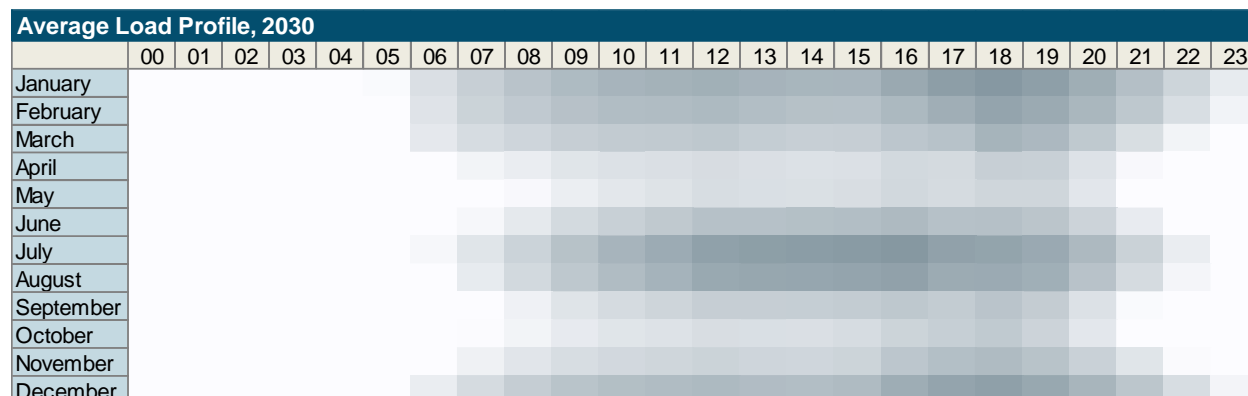 Average Load Profile, 2030
00 01 02 03 04 05 06 07 08 09 10 11 12 13 14 15 16 17 18 19 20 21 22 23
January
February
March
April
May
June
July
August
September
October
November
December